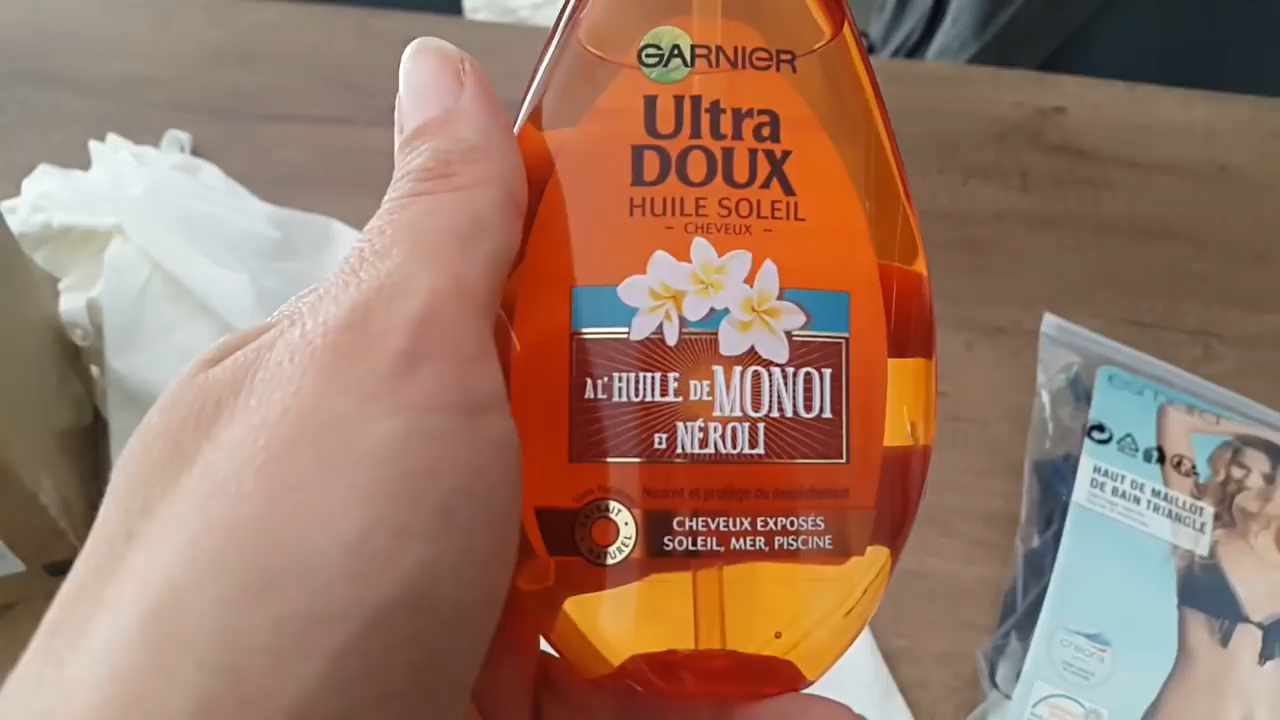 GARNIER
Ultra
DOUX
HUILE SOLEIL
- CHEVEUX -
À L'HUILE DE MONOI
ET NÉROLI
Nourrit et protège du dessèchement
EXTRAIT
NATUREL
CHEVEUX EXPOSÉS
SOLEIL, MER, PISCINE
HAUT DE MAILLOT
DE BAIN TRIANGLE
creora